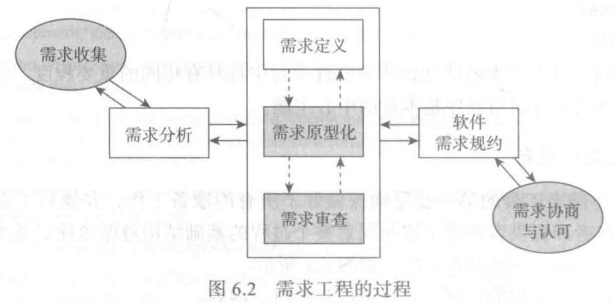 需求收集
需求定义
需求分析
需求原型化
软件
需求规约
需求审查
需求协商
与认可
图 6.2 需求工程的过程